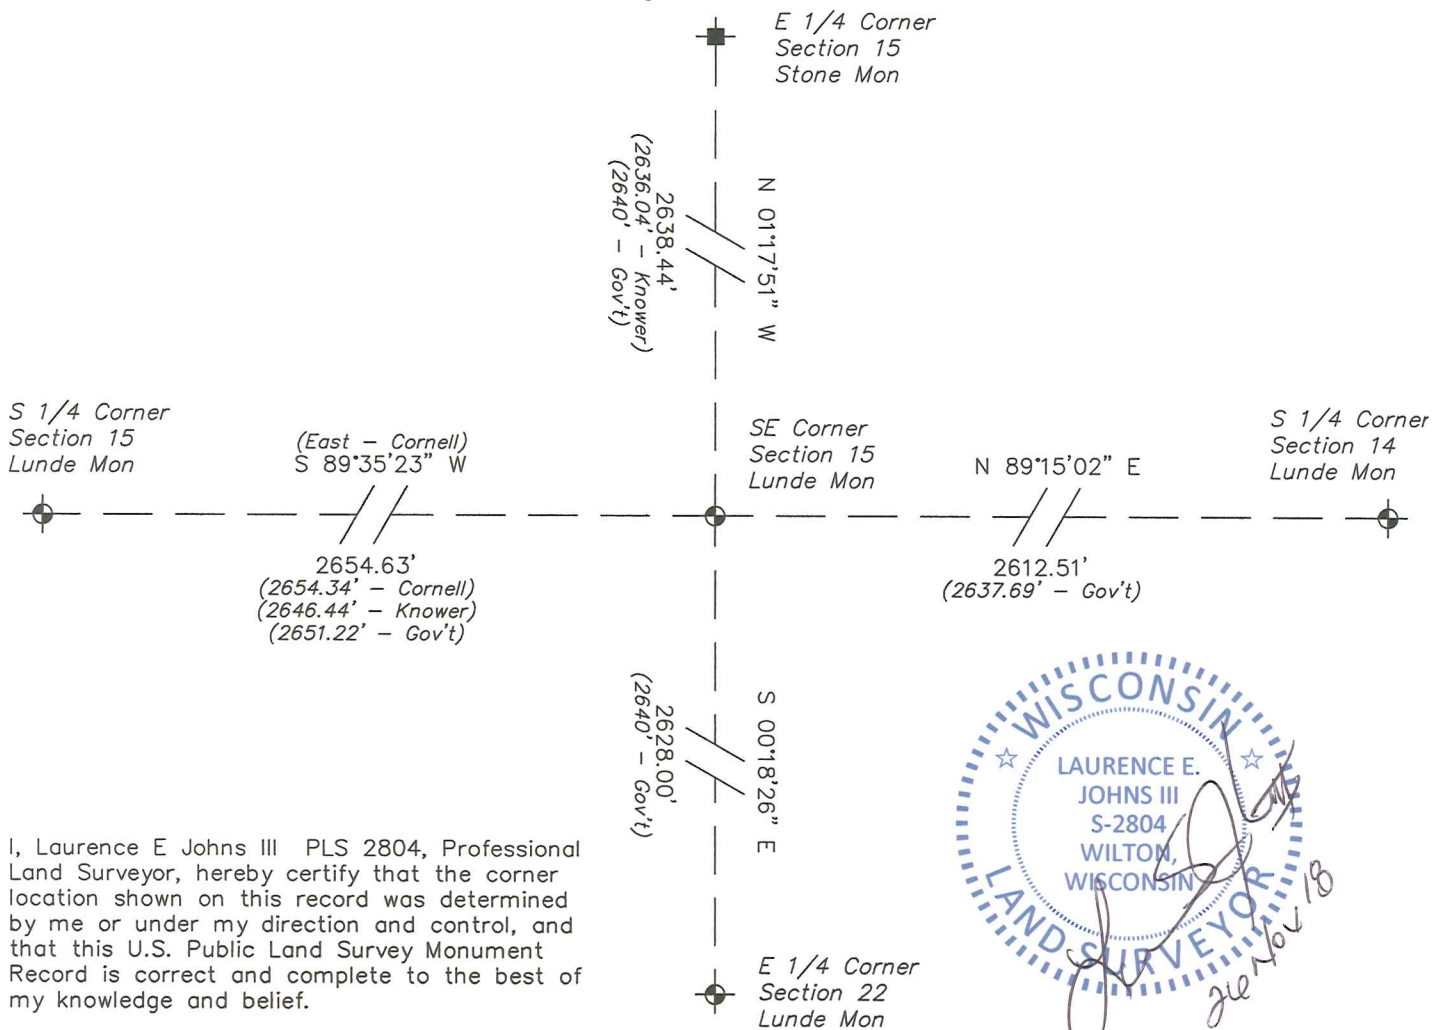 E 1/4 Corner
Section 15
Stone Mon
N 01°17'51" W
2638.44'
(2636.04' – Knower)
(2640' – Gov't)
S 1/4 Corner
Section 15
Lunde Mon
(East – Cornell)
S 89°35'23" W
2654.63'
(2654.34' – Cornell)
(2646.44' – Knower)
(2651.22' – Gov't)
SE Corner
Section 15
Lunde Mon
N 89°15'02" E
2612.51'
(2637.69' – Gov't)
S 1/4 Corner
Section 14
Lunde Mon
S 00°18'26" E
2628.00'
(2640' – Gov't)
I, Laurence E Johns III PLS 2804, Professional
Land Surveyor, hereby certify that the corner
location shown on this record was determined
by me or under my direction and control, and
that this U.S. Public Land Survey Monument
Record is correct and complete to the best of
my knowledge and belief.
E 1/4 Corner
Section 22
Lunde Mon
WISCONSIN
LAURENCE E.
JOHNS III
S-2804
WILTON,
WISCONSIN
LAND SURVEYOR
Nov 18